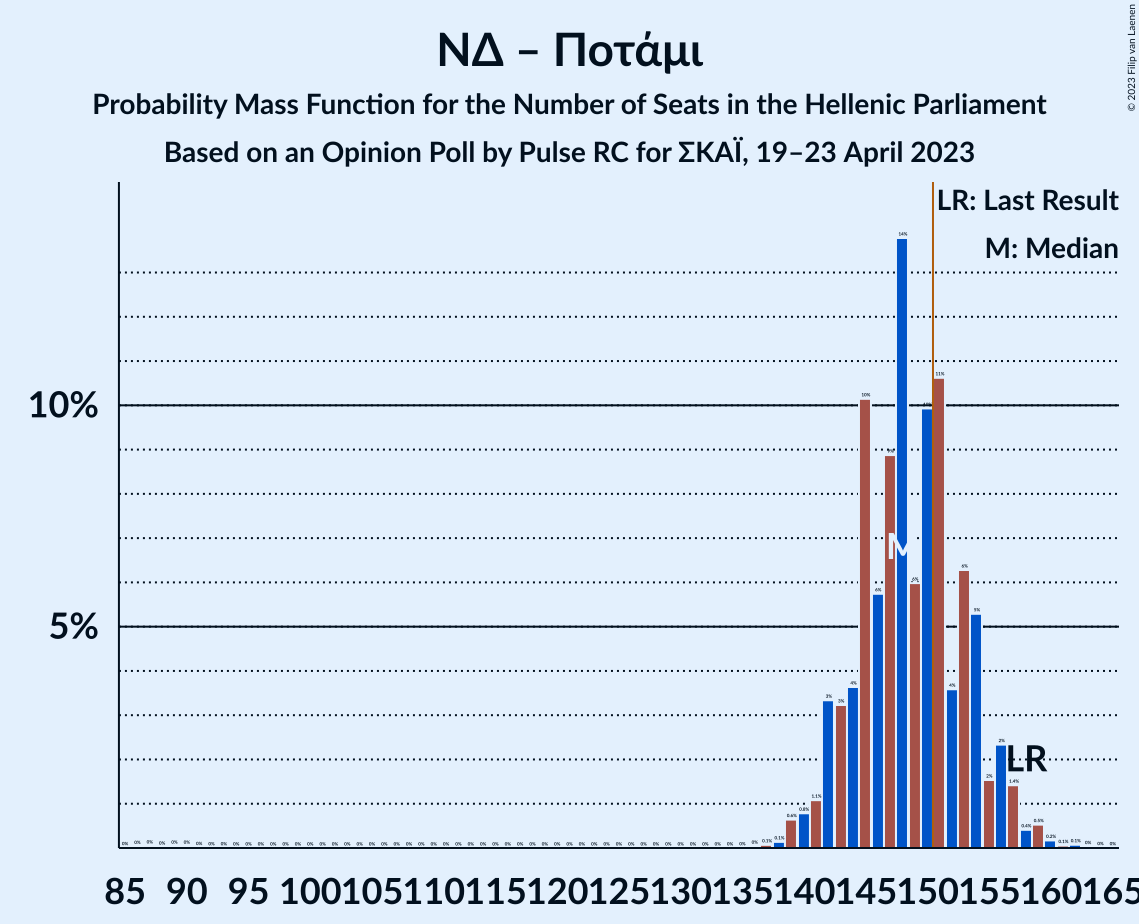 ΝΔ – Ποτάμι
Probability Mass Function for the Number of Seats in the Hellenic Parliament
Based on an Opinion Poll by Pulse RC for ΣΚΑΪ, 19–23 April 2023
© 2023 Filip van Laenen
LR: Last Result
M: Median
10%
5%
M
LR
85 90 95 100 105 110 115 120 125 130 135 140 145 150 155 160 165